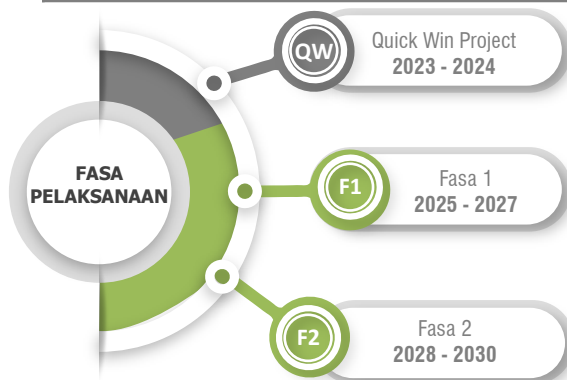 FASA
PELAKSANAAN
QW
Quick Win Project
2023 - 2024
F1
Fasa 1
2025 - 2027
F2
Fasa 2
2028 - 2030